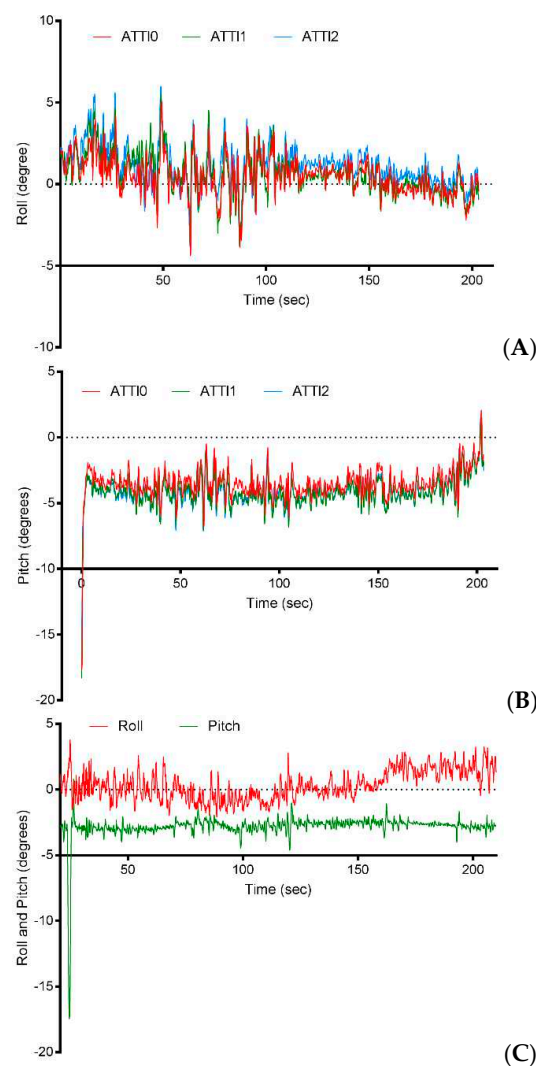 10
ATTI0 ATTI1 ATTI2
5
Roll (degree)
0
-5
50 100 150 200
Time (sec)
-10
(A)
5
ATTI0 ATTI1 ATTI2
0
-5
Pitch (degrees)
-10
0 50 100 150 200
Time (sec)
-15
-20
(B)
5
Roll Pitch
0
-5
50 100 150 200
Roll and Pitch (degrees)
Time (sec)
-10
-15
-20
(C)